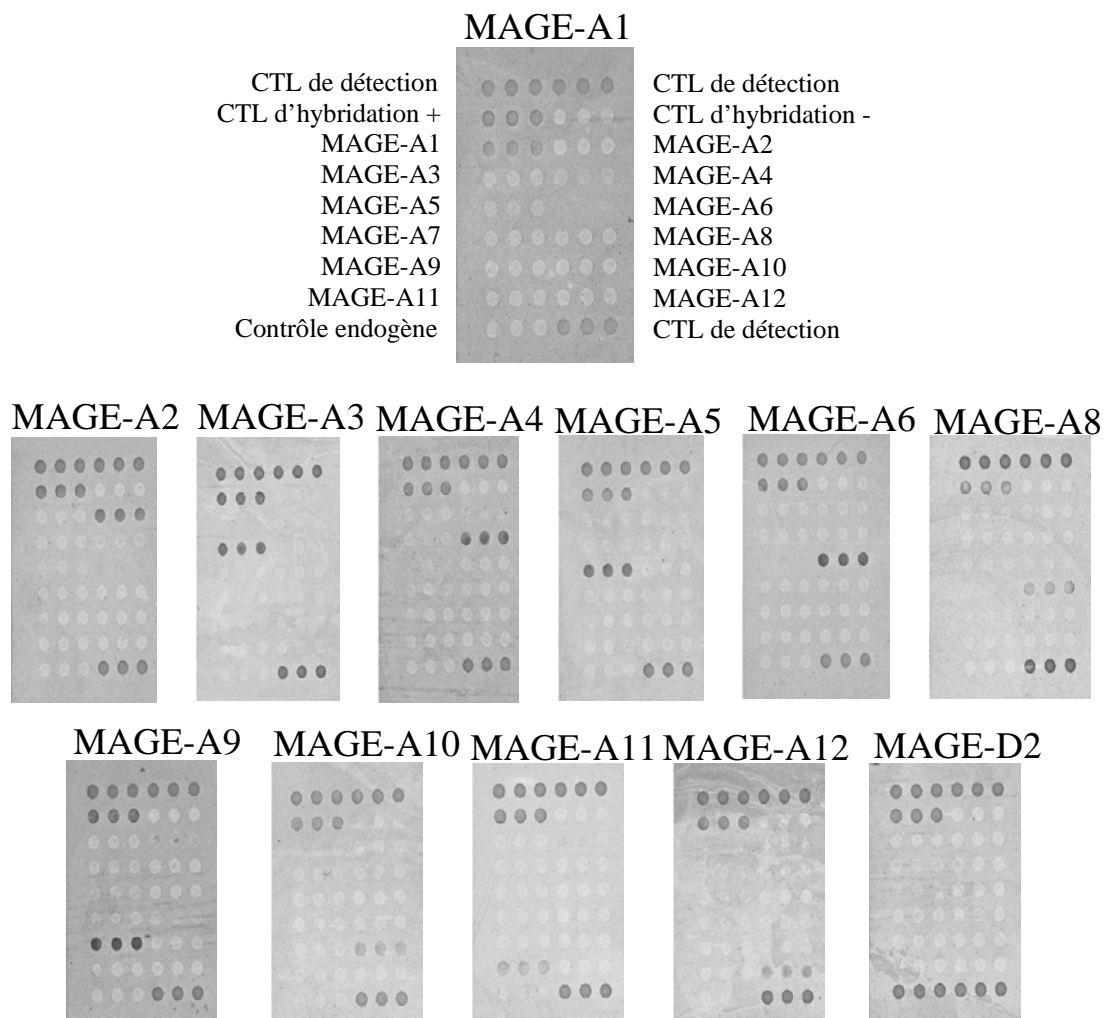 MAGE-A1
CTL de détection CTL de détection
CTL d'hybridation + CTL d'hybridation -
MAGE-A1 MAGE-A2
MAGE-A3 MAGE-A4
MAGE-A5 MAGE-A6
MAGE-A7 MAGE-A8
MAGE-A9 MAGE-A10
MAGE-A11 MAGE-A12
Contrôle endogène CTL de détection
MAGE-A2 MAGE-A3 MAGE-A4 MAGE-A5 MAGE-A6 MAGE-A8
MAGE-A9 MAGE-A10 MAGE-A11 MAGE-A12 MAGE-D2